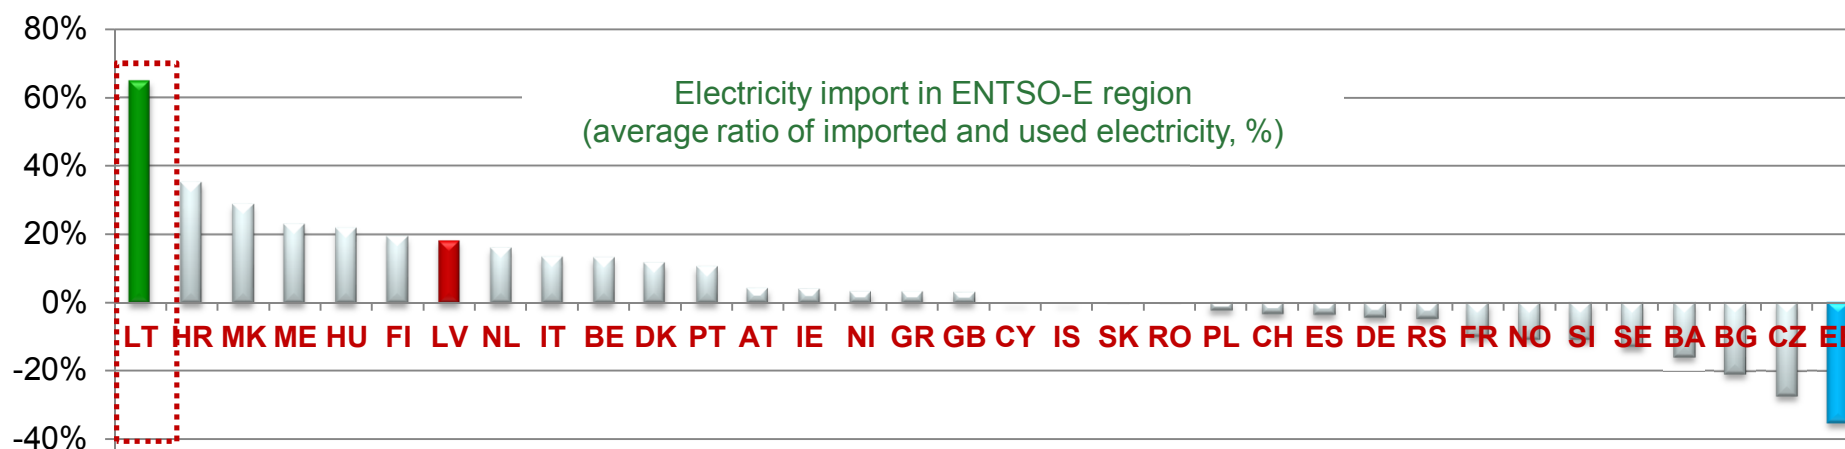 80%
60%
40%
20%
0%
-20%
-40%
Electricity import in ENTSO-E region
(average ratio of imported and used electricity, %)
LT HR MK ME HU FI LV NL IT BE DK PT AT IE NI GR GB CY IS SK RO PL CH ES DE RS FR NO SI SE BA BG CZ